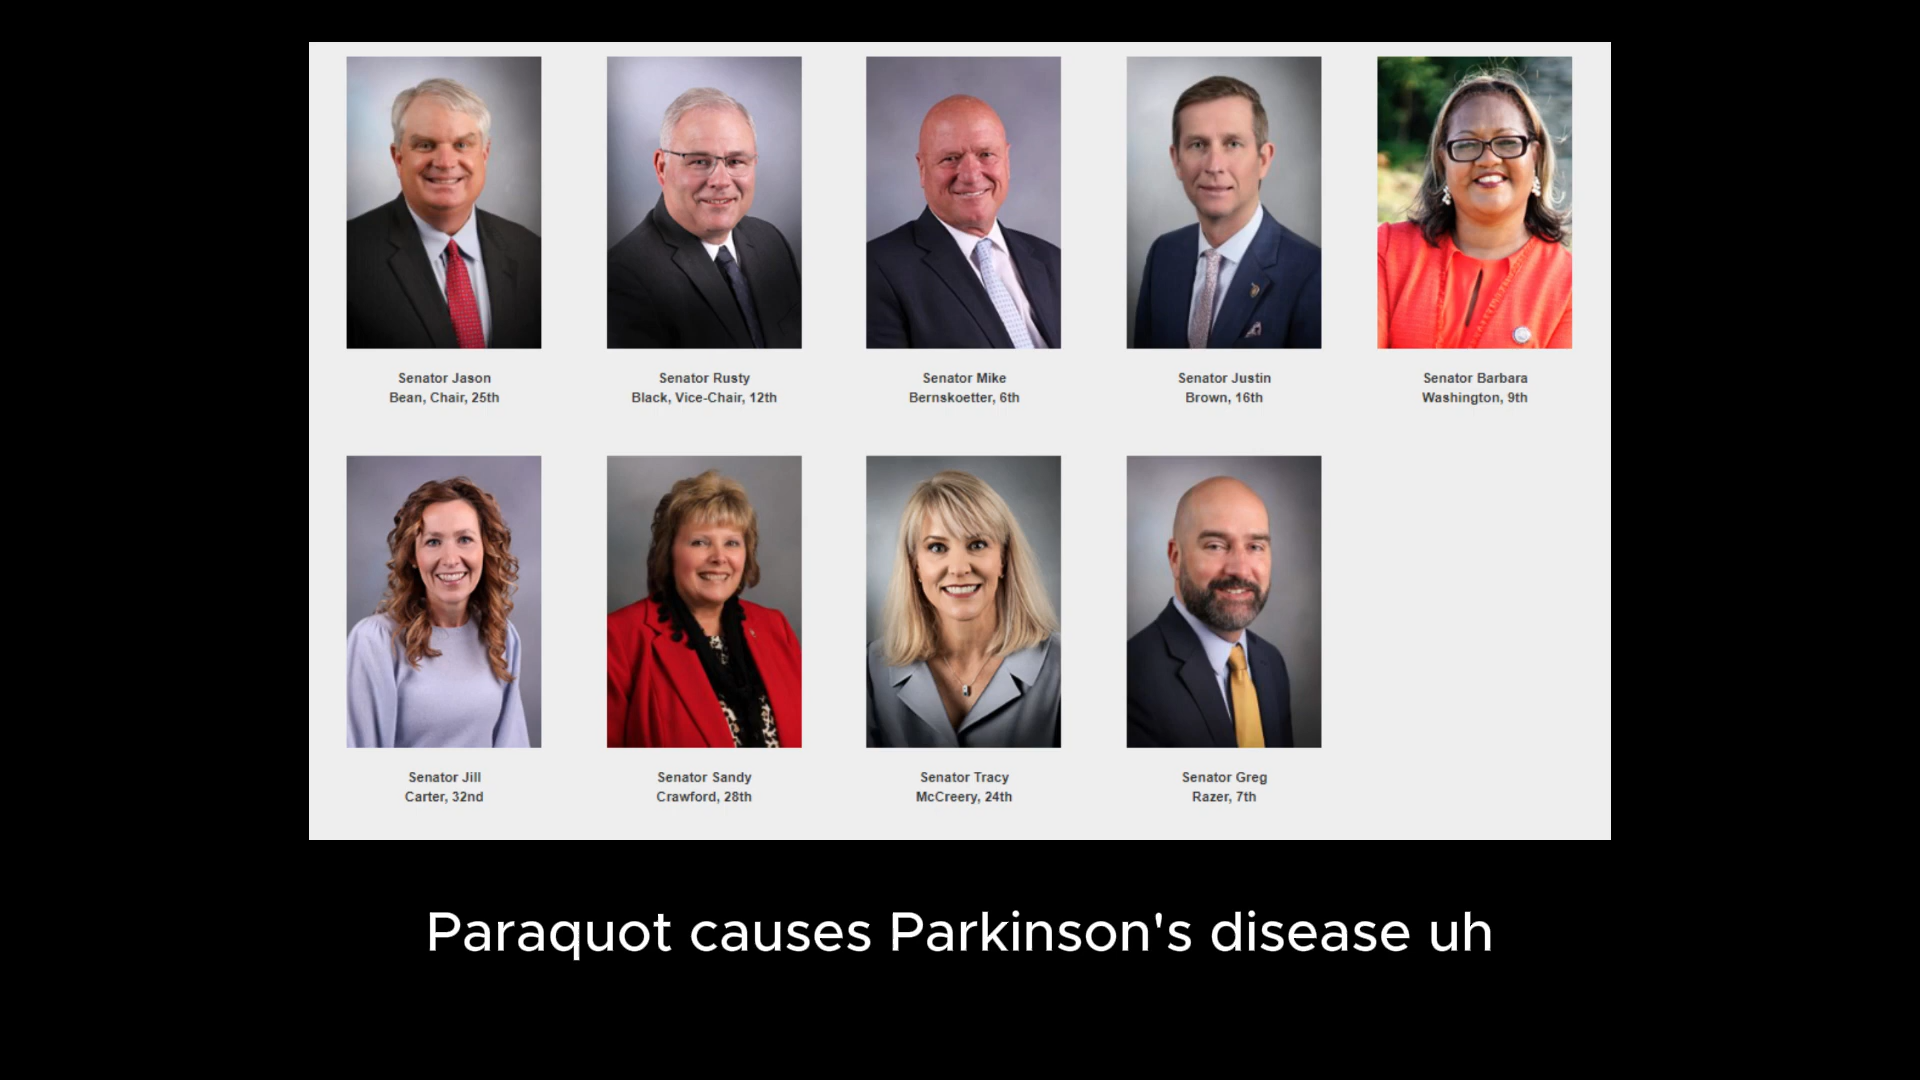 Senator Jason
Bean, Chair, 25th
Senator Rusty
Black, Vice-Chair, 12th
Senator Mike
Bernskoetter, 6th
Senator Justin
Brown, 16th
Senator Barbara
Washington, 9th
Senator Jill
Carter, 32nd
Senator Sandy
Crawford, 28th
Senator Tracy
McCreery, 24th
Senator Greg
Razer, 7th
Paraquot causes Parkinson's disease uh